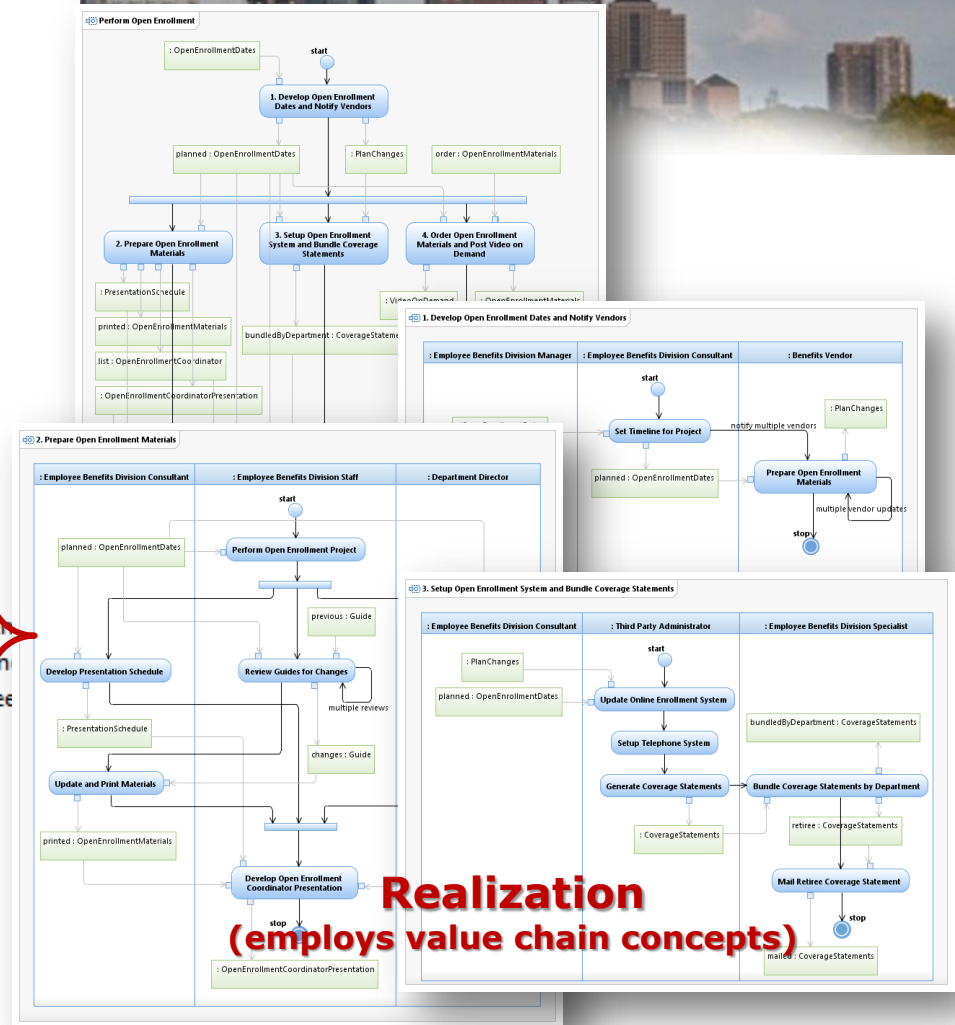 Perform Open Enrollment
: OpenEnrollmentDates
start
1. Develop Open Enrollment
Dates and Notify Vendors
planned : OpenEnrollmentDates
: PlanChanges
order : OpenEnrollmentMaterials
2. Prepare Open Enrollment
Materials
3. Setup Open Enrollment
System and Bundle Coverage
Statements
4. Order Open Enrollment
Materials and Post Video on
Demand
: PresentationSchedule
printed : OpenEnrollmentMaterials
list : OpenEnrollmentCoordinator
: OpenEnrollmentCoordinatorPresentation
bundledByDepartment : CoverageStateme
: VideoOnDemand
: OpenEnrollmentMaterials
1. Develop Open Enrollment Dates and Notify Vendors
: Employee Benefits Division Manager
: Employee Benefits Division Consultant
: Benefits Vendor
start
Set Timeline for Project
notify multiple vendors
: PlanChanges
planned : OpenEnrollmentDates
Prepare Open Enrollment
Materials
multiple vendor updates
stop
2. Prepare Open Enrollment Materials
: Employee Benefits Division Consultant
: Employee Benefits Division Staff
: Department Director
start
planned : OpenEnrollmentDates
Perform Open Enrollment Project
previous : Guide
Develop Presentation Schedule
Review Guides for Changes
multiple reviews
: PresentationSchedule
changes : Guide
Update and Print Materials
printed : OpenEnrollmentMaterials
Develop Open Enrollment
Coordinator Presentation
stop
: OpenEnrollmentCoordinatorPresentation
3. Setup Open Enrollment System and Bundle Coverage Statements
: Employee Benefits Division Consultant
: Third Party Administrator
: Employee Benefits Division Specialist
start
: PlanChanges
planned : OpenEnrollmentDates
Update Online Enrollment System
bundledByDepartment : CoverageStatements
Setup Telephone System
Generate Coverage Statements
Bundle Coverage Statements by Department
: CoverageStatements
retiree : CoverageStatements
Mail Retiree Coverage Statement
stop
mailed : CoverageStatements
Realization
(employs value chain concepts)